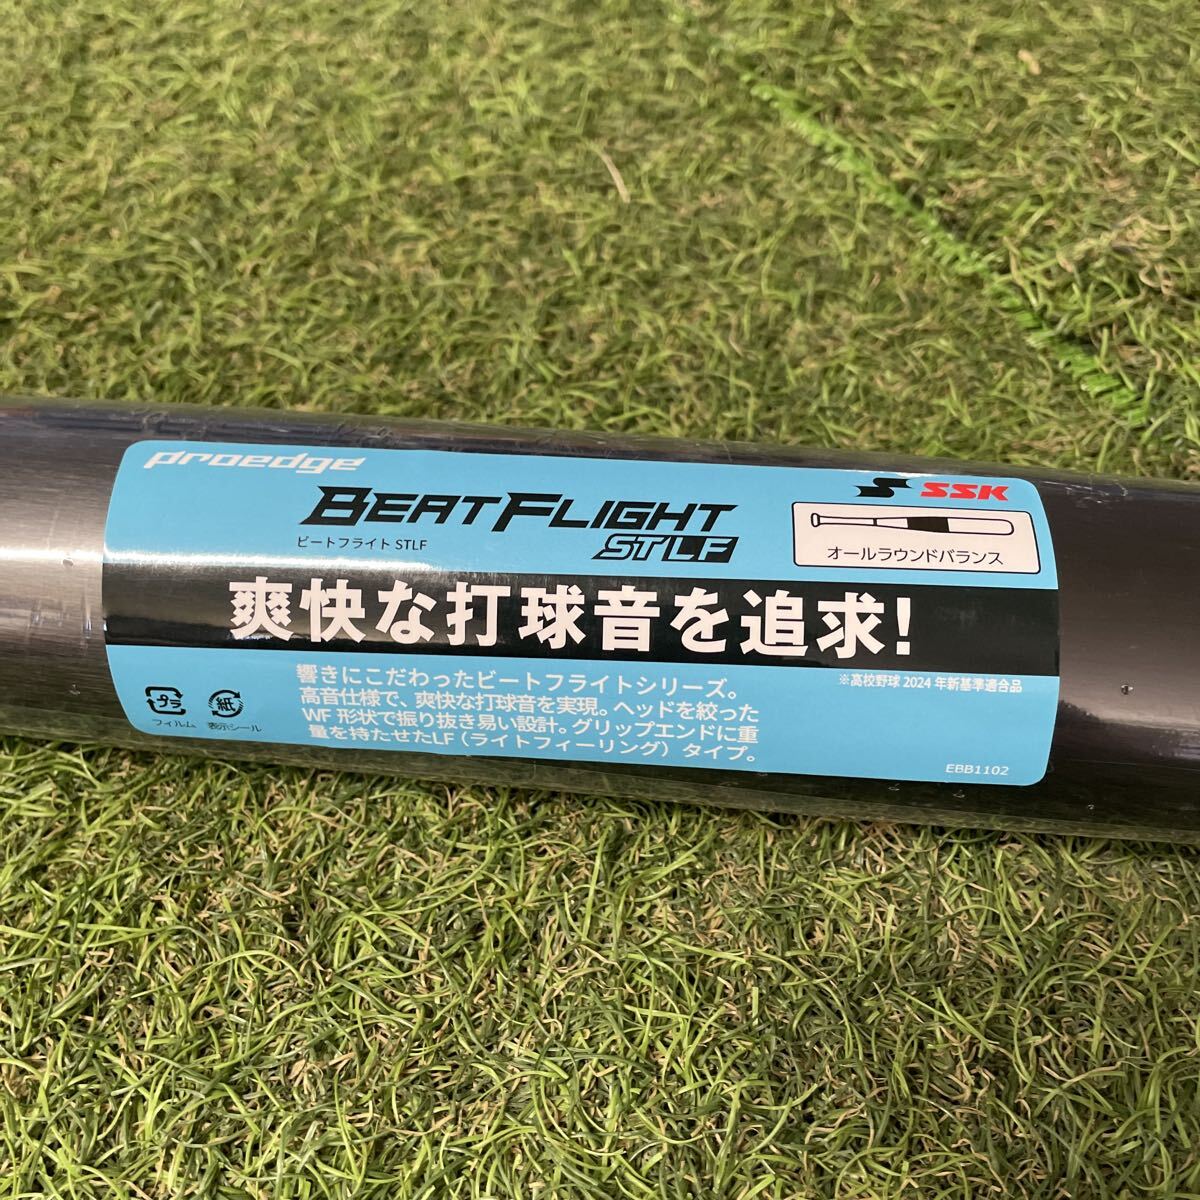 proedge
SSK
BEATFLIGHT
STLF
ビートフライト STLF
オールラウンドバランス
爽快な打球音を追求!
※高校野球2024年新基準適合品
響きにこだわったビートフライトシリーズ。
高音仕様で、爽快な打球音を実現。ヘッドを絞った
WF形状で振り抜き易い設計。グリップエンドに重
量を持たせたLF(ライトフィーリング)タイプ。
プラ
フィルム
紙
表示シール
EBB1102